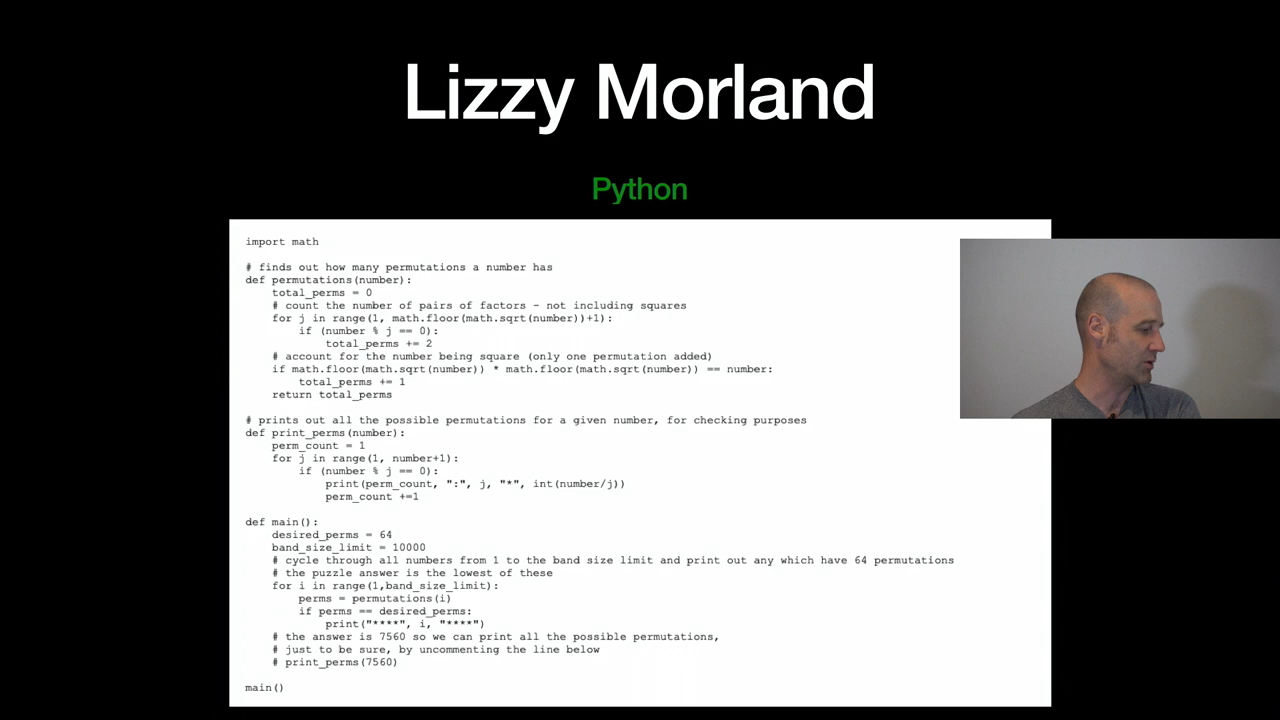 Lizzy Morland
Python
import math
# finds out how many permutations a number has
def permutations(number):
    total_perms = 0
    # count the number of pairs of factors - not including squares
    for j in range(1, math.floor(math.sqrt(number))+1):
        if (number % j == 0):
            total_perms += 2
    # account for the number being square (only one permutation added)
    if math.floor(math.sqrt(number)) * math.floor(math.sqrt(number)) == number:
        total_perms += 1
    return total_perms
# prints out all the possible permutations for a given number, for checking purposes
def print_perms(number):
    perm_count = 1
    for j in range(1, number+1):
        if (number % j == 0):
            print(perm_count, ":", j, "*", int(number/j))
            perm_count +=1
def main():
    desired_perms = 64
    band_size_limit = 10000
    # cycle through all numbers from 1 to the band size limit and print out any which have 64 permutations
    # the puzzle answer is the lowest of these
    for i in range(1,band_size_limit):
        perms = permutations(i)
        if perms == desired_perms:
            print("****", i, "****")
    # the answer is 7560 so we can print all the possible permutations,
    # just to be sure, by uncommenting the line below
    # print_perms(7560)
main()